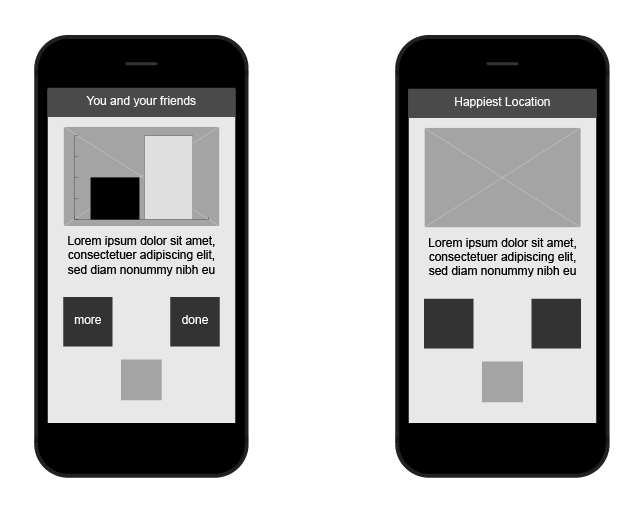 You and your friends
Lorem ipsum dolor sit amet,
consectetuer adipiscing elit,
sed diam nonummy nibh eu
more
done
Happiest Location
Lorem ipsum dolor sit amet,
consectetuer adipiscing elit,
sed diam nonummy nibh eu